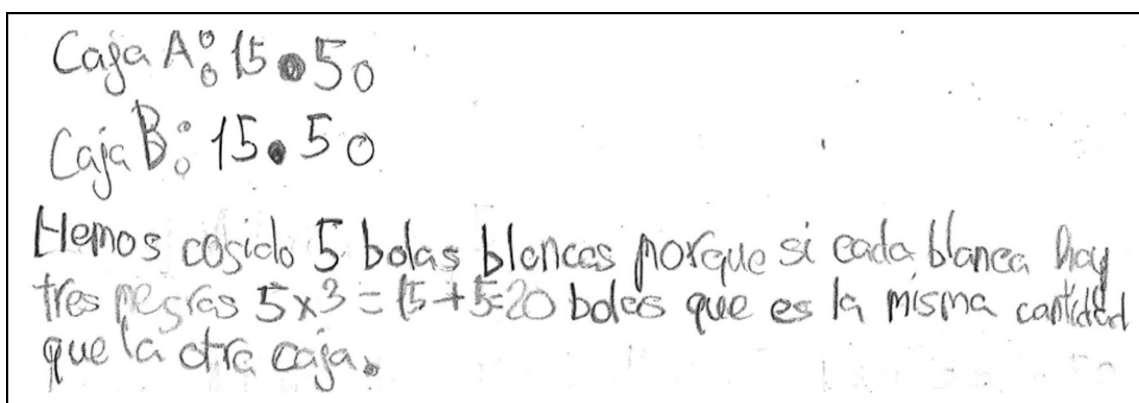 Caja A: 15 ● 5 ○
Caja B: 15 ● 5 ○
Hemos cosido 5 bolas blancas porque si cada blanca hay
tres negras 5x3=15+5=20 boles que es la misma cantidad
que la otra caja.